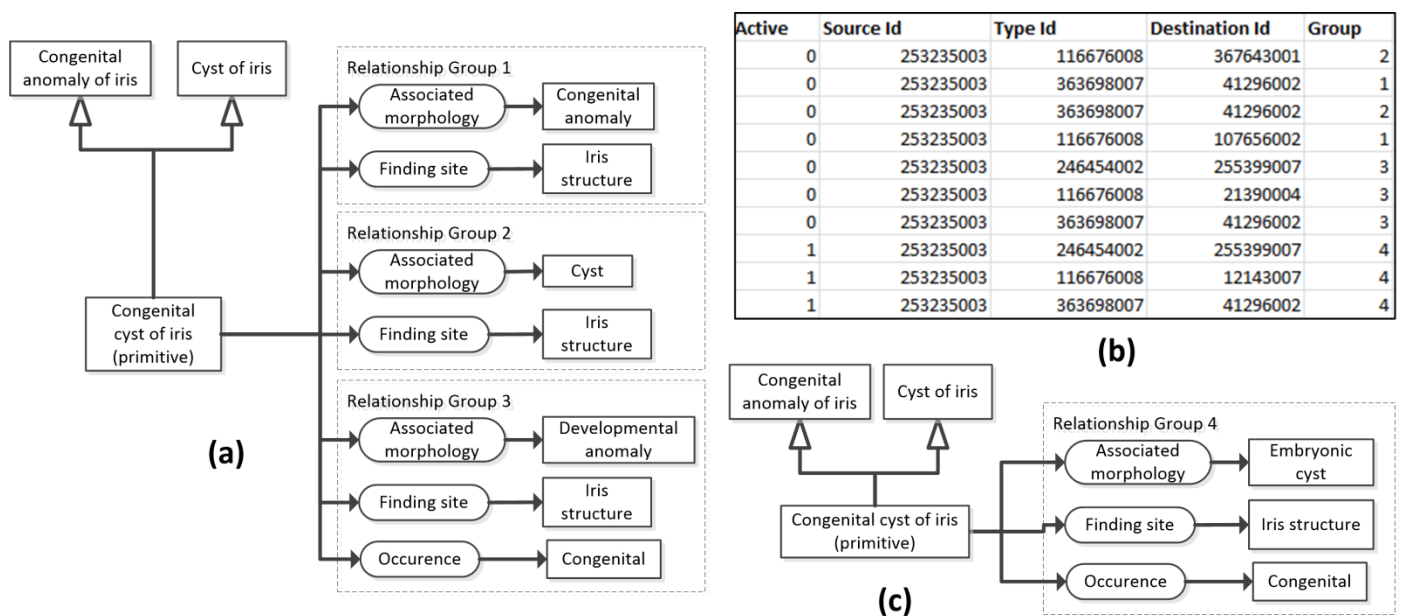 Congenital
anomaly of iris
Cyst of iris
Congenital
cyst of iris
(primitive)
(a)
Relationship Group 1
Associated
morphology
Congenital
anomaly
Finding site
Iris
structure
Relationship Group 2
Associated
morphology
Cyst
Finding site
Iris
structure
Relationship Group 3
Associated
morphology
Developmental
anomaly
Finding site
Iris
structure
Occurence
Congenital
Active Source Id Type Id Destination Id Group
0 253235003 116676008 367643001 2
0 253235003 363698007 41296002 1
0 253235003 363698007 41296002 2
0 253235003 116676008 107656002 1
0 253235003 246454002 255399007 3
0 253235003 116676008 21390004 3
0 253235003 363698007 41296002 3
1 253235003 246454002 255399007 4
1 253235003 116676008 12143007 4
1 253235003 363698007 41296002 4
(b)
Congenital
anomaly of iris
Cyst of iris
Congenital cyst of iris
(primitive)
Relationship Group 4
Associated
morphology
Embryonic
cyst
Finding site
Iris structure
Occurence
Congenital
(c)